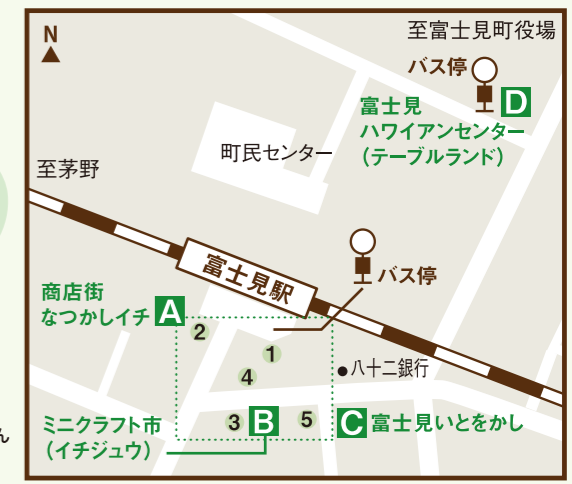 N
至富士見町役場
バス停
D
富士見
ハワイアンセンター
(テーブルランド)
町民センター
至茅野
富士見駅
バス停
商店街
なつかしイチ
A
2
1
4
●八十二銀行
ミニクラフト市
(イチジュウ)
3
B
5
C
富士見いとをかし
ん